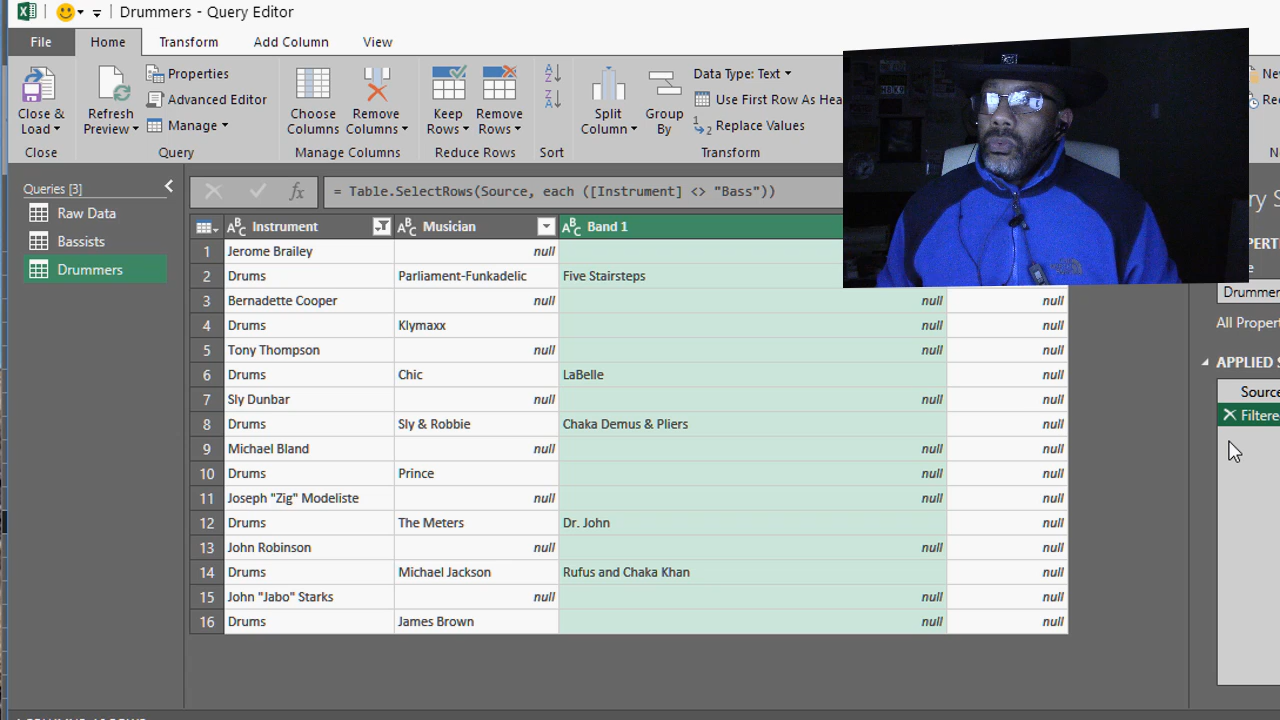 Drummers - Query Editor
File Home Transform Add Column View
Close & Load
Refresh Preview
Properties
Advanced Editor
Manage
Choose Columns
Remove Columns
Keep Rows
Remove Rows
Split Column
Group By
Data Type: Text
Use First Row As Hea
Replace Values
Close Query Manage Columns Reduce Rows Sort Transform
Queries [3]
Raw Data
Bassists
Drummers
fx = Table.SelectRows(Source, each ([Instrument] <> "Bass"))
Instrument Musician Band 1
1 Jerome Brailey null
2 Drums Parliament-Funkadelic Five Stairsteps
3 Bernadette Cooper null null null
4 Drums Klymaxx null null
5 Tony Thompson null null null
6 Drums Chic LaBelle null
7 Sly Dunbar null null null
8 Drums Sly & Robbie Chaka Demus & Pliers null
9 Michael Bland null null null
10 Drums Prince null null
11 Joseph "Zig" Modeliste null null null
12 Drums The Meters Dr. John null
13 John Robinson null null null
14 Drums Michael Jackson Rufus and Chaka Khan null
15 John "Jabo" Starks null null null
16 Drums James Brown null null
Drummer
All Propert
APPLIED S
Source
Filtere